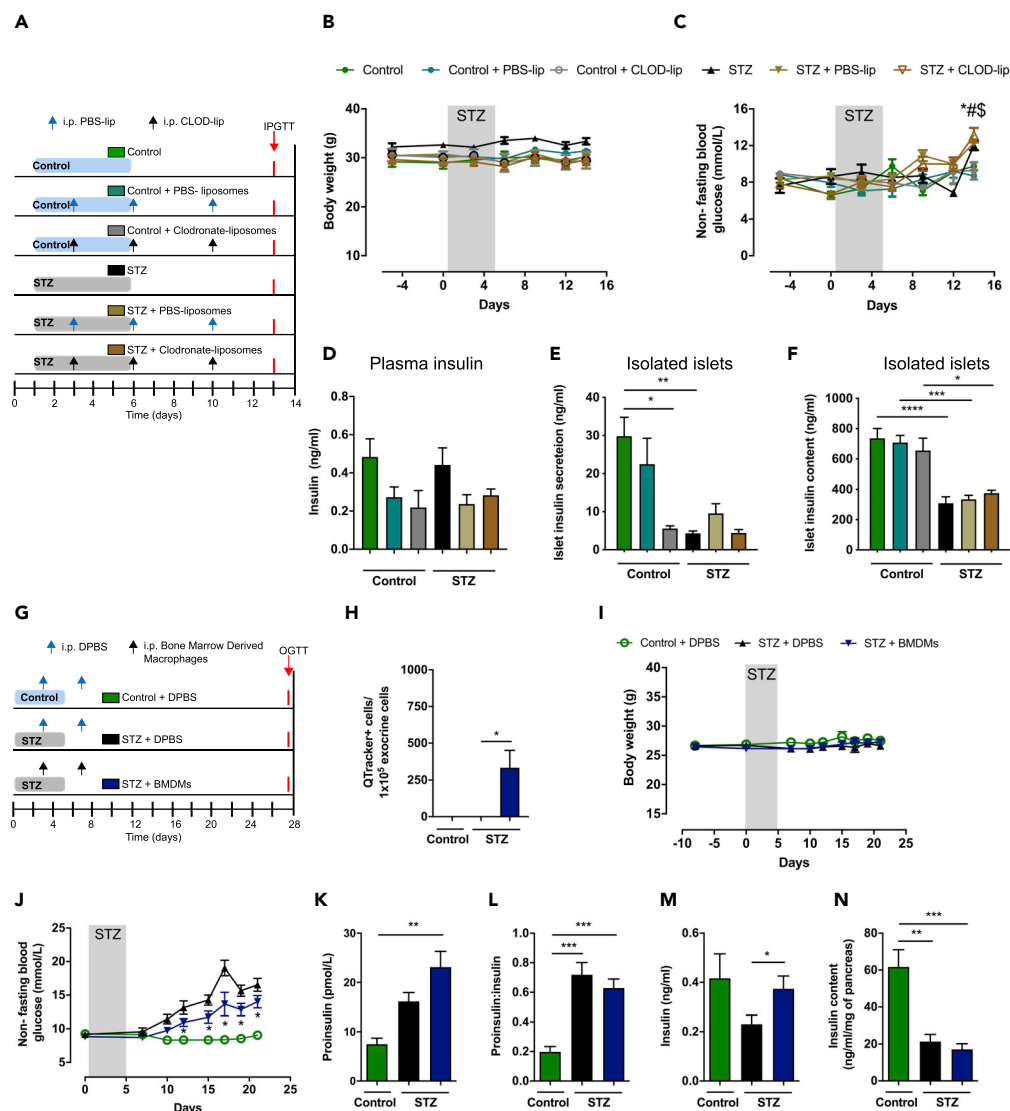 A
i.p. PBS-lip
i.p. CLOD-lip
IPGTT
Control
Control
Control + PBS- liposomes
Control
Control + Clodronate-liposomes
Control
STZ
STZ
STZ + PBS-liposomes
STZ
STZ + Clodronate-liposomes
STZ
0 2 4 6 8 10 12 14
Time (days)
B
C
Control
Control + PBS-lip
Control + CLOD-lip
STZ
STZ + PBS-lip
STZ + CLOD-lip
STZ
Body weight (g)
40
30
20
10
-4 0 4 8 12 16
Days
STZ
*#$
Non- fasting blood
glucose (mmol/L)
16
12
8
4
0
-4 0 4 8 12 16
Days
D
Plasma insulin
Insulin (ng/ml)
0.8
0.6
0.4
0.2
0.0
Control
STZ
E
Isolated islets
**
*
Islet insulin secreteion (ng/ml)
40
30
20
10
0
Control
STZ
F
Isolated islets
*
***
****
Islet insulin content (ng/ml)
1000
800
600
400
200
0
Control
STZ
G
i.p. DPBS
i.p. Bone Marrow Derived
Macrophages
OGTT
Control
Control + DPBS
STZ
STZ + DPBS
STZ
STZ + BMDMs
0 4 8 12 16 20 24 28
Time (days)
H
QTracker+ cells/
1x10⁵ exocrine cells
1000
750
500
250
0
*
Control
STZ
I
Control + DPBS
STZ + DPBS
STZ + BMDMs
STZ
Body weight (g)
40
35
30
25
20
15
-10 -5 0 5 10 15 20 25
Days
J
STZ
Non- fasting blood
glucose (mmol/L)
25
20
15
10
5
* * * * *
0 5 10 15 20 25
Days
K
**
Proinsulin (pmol/L)
30
20
10
0
Control
STZ
L
***
***
Proinsulin:insulin
1.0
0.8
0.6
0.4
0.2
0.0
Control
STZ
M
*
Insulin (ng/ml)
0.6
0.4
0.2
0.0
Control
STZ
N
***
**
Insulin content
(ng/ml/mg of pancreas)
80
60
40
20
0
Control
STZ